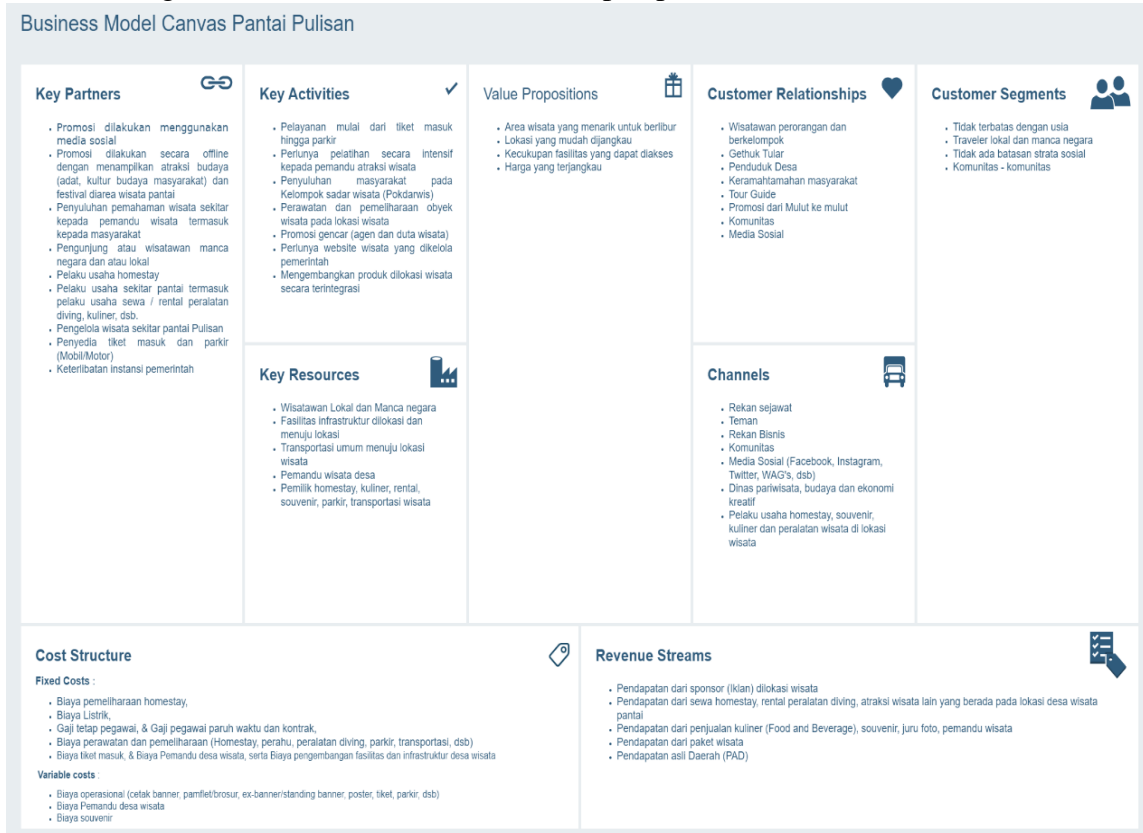 Business Model Canvas Pantai Pulisan
Key Partners
• Promosi dilakukan menggunakan
media sosial
• Promosi dilakukan secara offline
dengan menampilkan atraksi budaya
(adat, kultur budaya masyarakat) dan
festival diarea wisata pantai
• Penyuluhan pemahaman wisata sekitar
kepada pemandu wisata termasuk
kepada masyarakat
• Pengunjung atau wisatawan manca
negara dan atau lokal
• Pelaku usaha homestay
• Pelaku usaha sekitar pantai termasuk
pelaku usaha sewa / rental peralatan
diving, kuliner, dsb.
• Pengelola wisata sekitar pantai Pulisan
• Penyedia tiket masuk dan parkir
(Mobil/Motor)
• Keterlibatan instansi pemerintah
Key Activities
• Pelayanan mulai dari tiket masuk
hingga parkir
• Perlunya pelatihan secara intensif
kepada pemandu atraksi wisata
• Penyuluhan masyarakat pada
Kelompok sadar wisata (Pokdarwis)
• Perawatan dan pemeliharaan obyek
wisata pada lokasi wisata
• Promosi gencar (agen dan duta wisata)
• Perlunya website wisata yang dikelola
pemerintah
• Mengembangkan produk dilokasi wisata
secara terintegrasi
Key Resources
• Wisatawan Lokal dan Manca negara
• Fasilitas infrastruktur dilokasi dan
menuju lokasi
• Transportasi umum menuju lokasi
wisata
• Pemandu wisata desa
• Pemilik homestay, kuliner, rental,
souvenir, parkir, transportasi wisata
Value Propositions
• Area wisata yang menarik untuk berlibur
• Lokasi yang mudah dijangkau
• Kecukupan fasilitas yang dapat diakses
• Harga yang terjangkau
Customer Relationships
• Wisatawan perorangan dan
berkelompok
• Gethuk Tular
• Penduduk Desa
• Keramahtamahan masyarakat
• Tour Guide
• Promosi dari Mulut ke mulut
• Komunitas
• Media Sosial
Channels
• Rekan sejawat
• Teman
• Rekan Bisnis
• Komunitas
• Media Sosial (Facebook, Instagram,
Twitter, WAG's, dsb)
• Dinas pariwisata, budaya dan ekonomi
kreatif
• Pelaku usaha homestay, souvenir,
kuliner dan peralatan wisata di lokasi
wisata
Customer Segments
• Tidak terbatas dengan usia
• Traveler lokal dan manca negara
• Tidak ada batasan strata sosial
• Komunitas - komunitas
Cost Structure
Fixed Costs :
• Biaya pemeliharaan homestay,
• Biaya Listrik,
• Gaji tetap pegawai, & Gaji pegawai paruh waktu dan kontrak,
• Biaya perawatan dan pemeliharaan (Homestay, perahu, peralatan diving, parkir, transportasi, dsb)
• Biaya tiket masuk, & Biaya Pemandu desa wisata, serta Biaya pengembangan fasilitas dan infrastruktur desa wisata
Variable costs :
• Biaya operasional (cetak banner, pamflet/brosur, ex-banner/standing banner, poster, tiket, parkir, dsb)
• Biaya Pemandu desa wisata
• Biaya souvenir
Revenue Streams
• Pendapatan dari sponsor (Iklan) dilokasi wisata
• Pendapatan dari sewa homestay, rental peralatan diving, atraksi wisata lain yang berada pada lokasi desa wisata
pantai
• Pendapatan dari penjualan kuliner (Food and Beverage), souvenir, juru foto, pemandu wisata
• Pendapatan dari paket wisata
• Pendapatan asli Daerah (PAD)